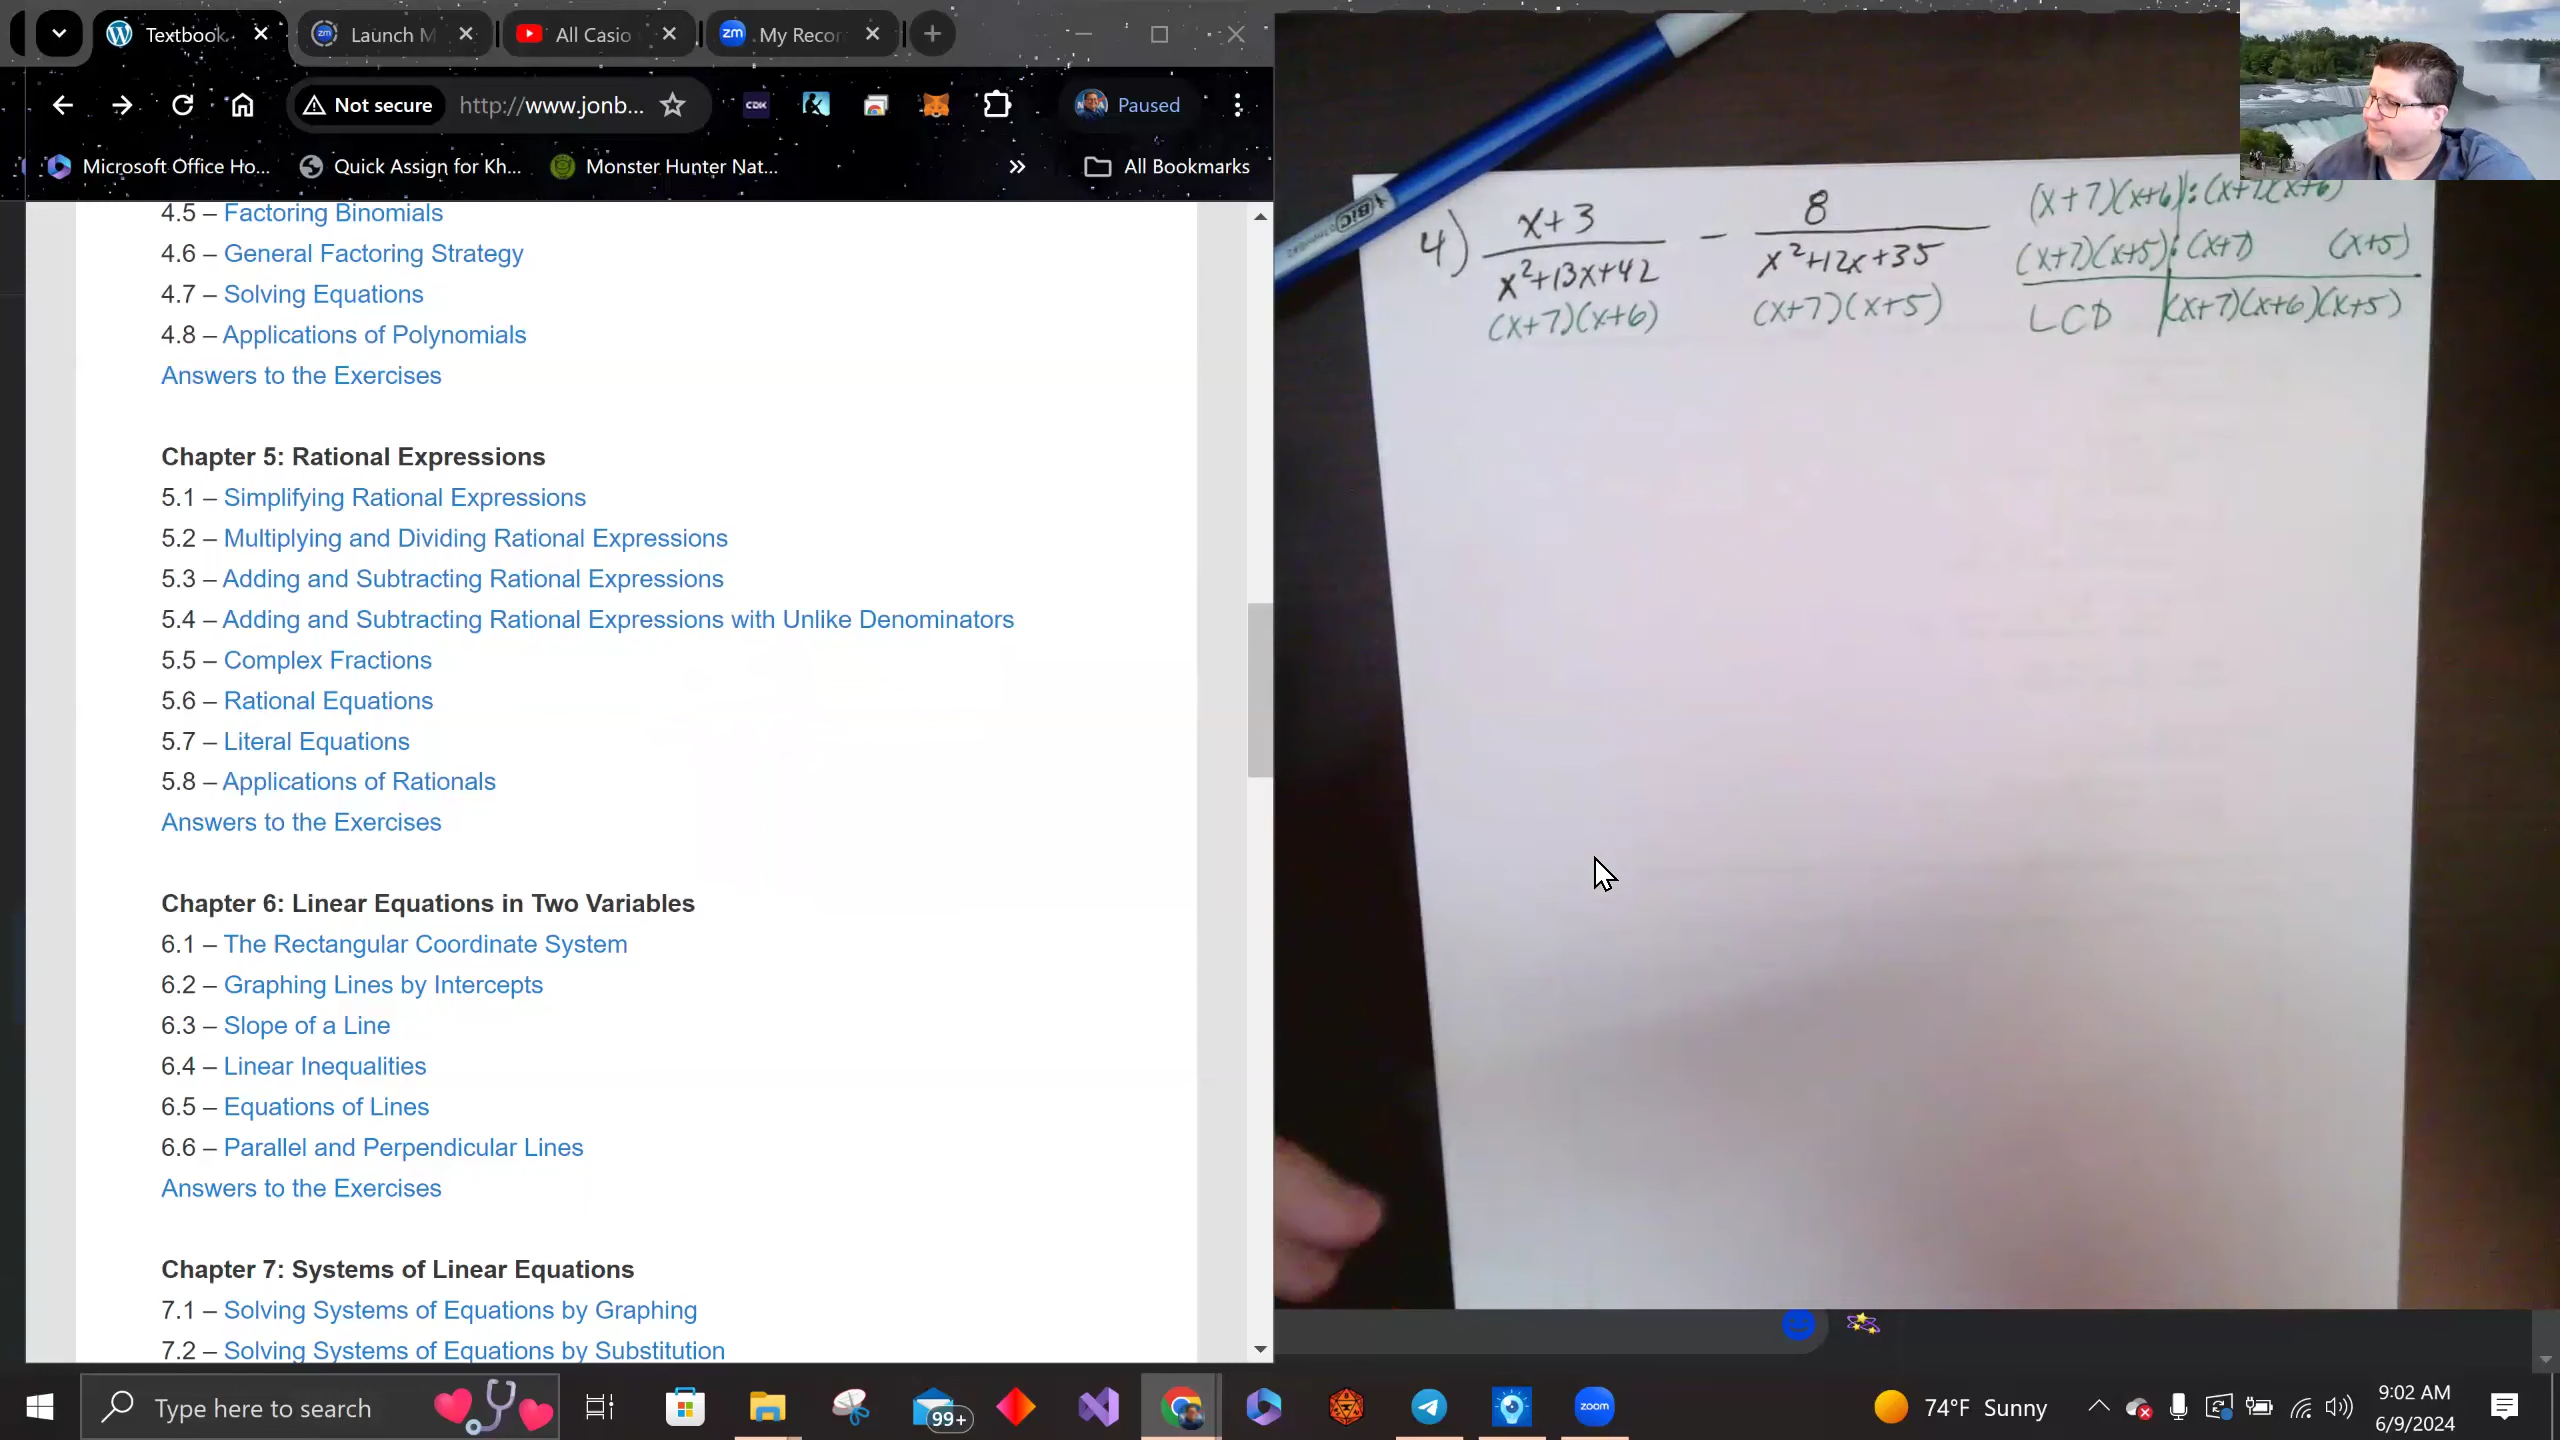 Textbook
Launch M
All Casio
My Recor
Not secure
http://www.jonb...
Paused
Microsoft Office Ho...
Quick Assign for Kh...
Monster Hunter Nat...
»
All Bookmarks
4.5 – Factoring Binomials
4.6 – General Factoring Strategy
4.7 – Solving Equations
4.8 – Applications of Polynomials
Answers to the Exercises
Chapter 5: Rational Expressions
5.1 – Simplifying Rational Expressions
5.2 – Multiplying and Dividing Rational Expressions
5.3 – Adding and Subtracting Rational Expressions
5.4 – Adding and Subtracting Rational Expressions with Unlike Denominators
5.5 – Complex Fractions
5.6 – Rational Equations
5.7 – Literal Equations
5.8 – Applications of Rationals
Answers to the Exercises
Chapter 6: Linear Equations in Two Variables
6.1 – The Rectangular Coordinate System
6.2 – Graphing Lines by Intercepts
6.3 – Slope of a Line
6.4 – Linear Inequalities
6.5 – Equations of Lines
6.6 – Parallel and Perpendicular Lines
Answers to the Exercises
Chapter 7: Systems of Linear Equations
7.1 – Solving Systems of Equations by Graphing
7.2 – Solving Systems of Equations by Substitution
BIC
4) x+3 − 8
x²+13x+42 x²+12x+35
(x+7)(x+6) (x+7)(x+5)
(x+7)(x+6) : (x+7)(x+6)
(x+7)(x+5) : (x+7) (x+5)
LCD (x+7)(x+6)(x+5)
Type here to search
99+
zoom
74°F Sunny
9:02 AM
6/9/2024